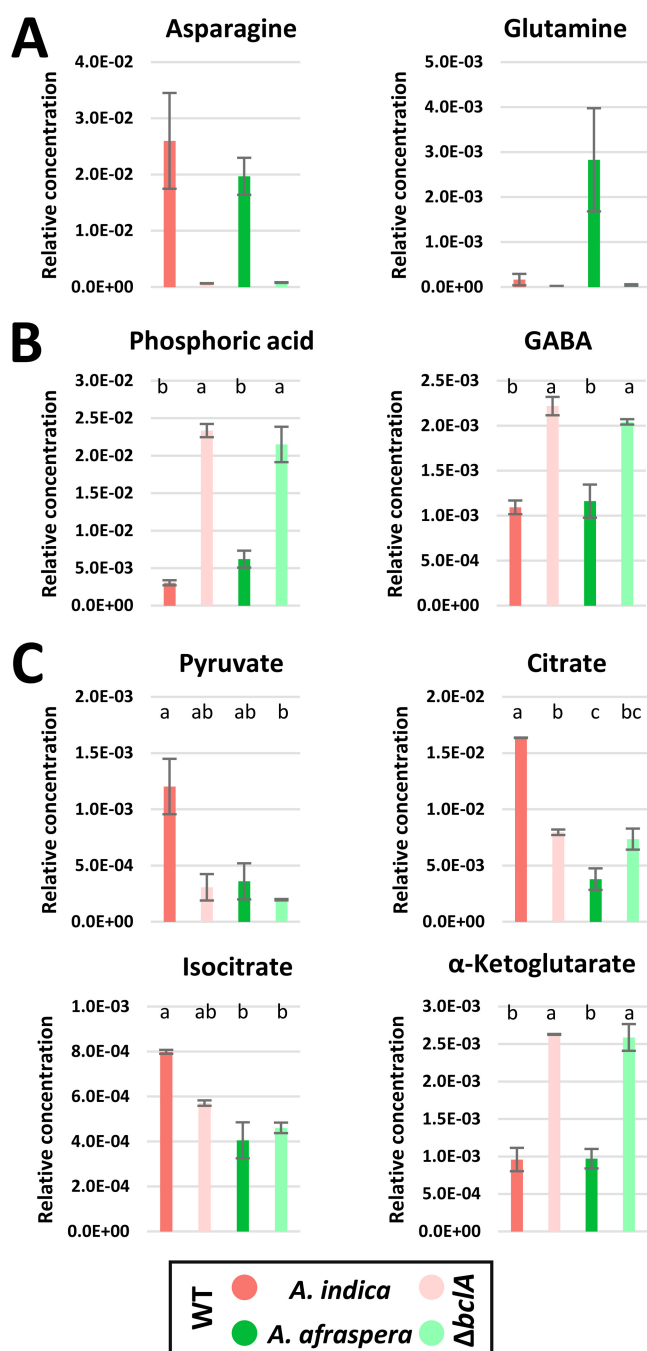 A
Asparagine
Relative concentration
4.0E-02
3.0E-02
2.0E-02
1.0E-02
0.0E+00
Glutamine
Relative concentration
5.0E-03
4.0E-03
3.0E-03
2.0E-03
1.0E-03
0.0E+00
B
Phosphoric acid
Relative concentration
3.0E-02
2.5E-02
2.0E-02
1.5E-02
1.0E-02
5.0E-03
0.0E+00
b a b a
GABA
Relative concentration
2.5E-03
2.0E-03
1.5E-03
1.0E-03
5.0E-04
0.0E+00
b a b a
C
Pyruvate
Relative concentration
2.0E-03
1.5E-03
1.0E-03
5.0E-04
0.0E+00
a ab ab b
Citrate
Relative concentration
2.0E-02
1.5E-02
1.0E-02
5.0E-03
0.0E+00
a b c bc
Isocitrate
Relative concentration
1.0E-03
8.0E-04
6.0E-04
4.0E-04
2.0E-04
0.0E+00
a ab b b
α-Ketoglutarate
Relative concentration
3.0E-03
2.5E-03
2.0E-03
1.5E-03
1.0E-03
5.0E-04
0.0E+00
b a b a
WT
A. indica
A. afraspera
ΔbclA